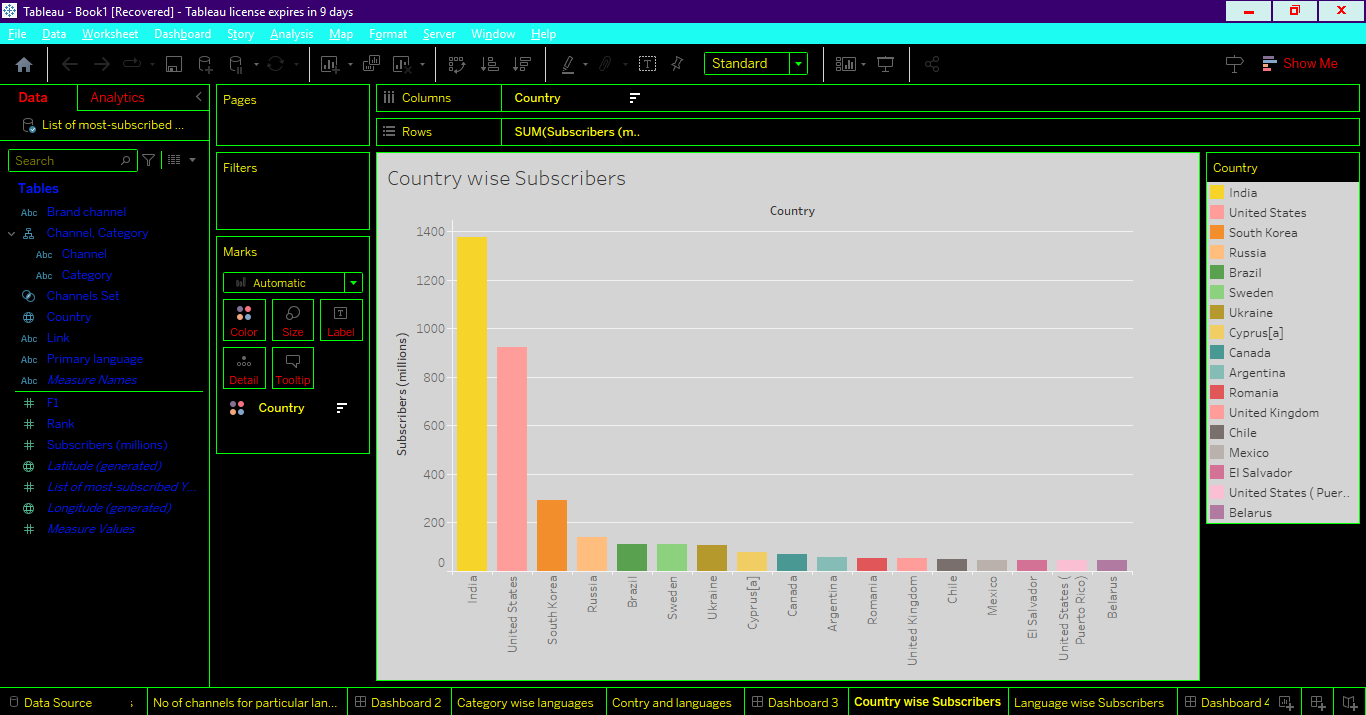 Tableau - Book1 [Recovered] - Tableau license expires in 9 days
File Data Worksheet Dashboard Story Analysis Map Format Server Window Help
Standard
Show Me
Data Analytics
List of most-subscribed ...
Search
Tables
Abc Brand channel
Channel, Category
Abc Channel
Abc Category
Channels Set
Country
Abc Link
Abc Primary language
Abc Measure Names
F1
Rank
Subscribers (millions)
Latitude (generated)
List of most-subscribed Y...
Longitude (generated)
Measure Values
Pages
Filters
Marks
Automatic
Color Size Label
Detail Tooltip
Country
Columns Country
Rows SUM(Subscribers (m..
Country wise Subscribers
Country
Subscribers (millions)
1400
1200
1000
800
600
400
200
0
India
United States
South Korea
Russia
Brazil
Sweden
Ukraine
Cyprus[a]
Canada
Argentina
Romania
United Kingdom
Chile
Mexico
El Salvador
United States (
Puerto Rico)
Belarus
Country
India
United States
South Korea
Russia
Brazil
Sweden
Ukraine
Cyprus[a]
Canada
Argentina
Romania
United Kingdom
Chile
Mexico
El Salvador
United States ( Puer..
Belarus
Data Source No of channels for particular lan... Dashboard 2 Category wise languages Contry and languages Dashboard 3 Country wise Subscribers Language wise Subscribers Dashboard 4